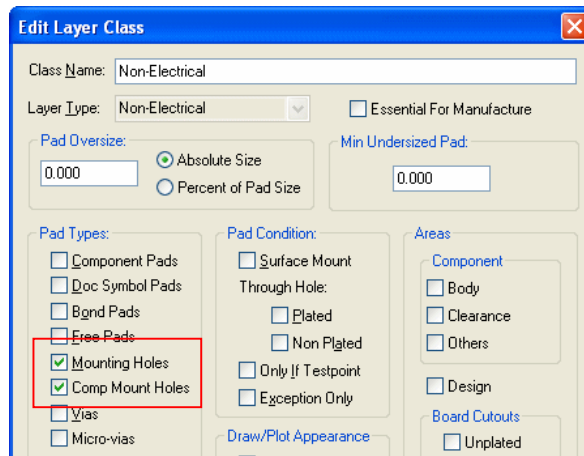 Edit Layer Class
Class Name: Non-Electrical
Layer Type: Non-Electrical
Essential For Manufacture
Pad Oversize:
0.000
Absolute Size
Percent of Pad Size
Min Undersized Pad:
0.000
Pad Types:
Component Pads
Doc Symbol Pads
Bond Pads
Free Pads
Mounting Holes
Comp Mount Holes
Vias
Micro-vias
Pad Condition:
Surface Mount
Through Hole:
Plated
Non Plated
Only If Testpoint
Exception Only
Draw/Plot Appearance
Areas
Component
Body
Clearance
Others
Design
Board Cutouts
Unplated